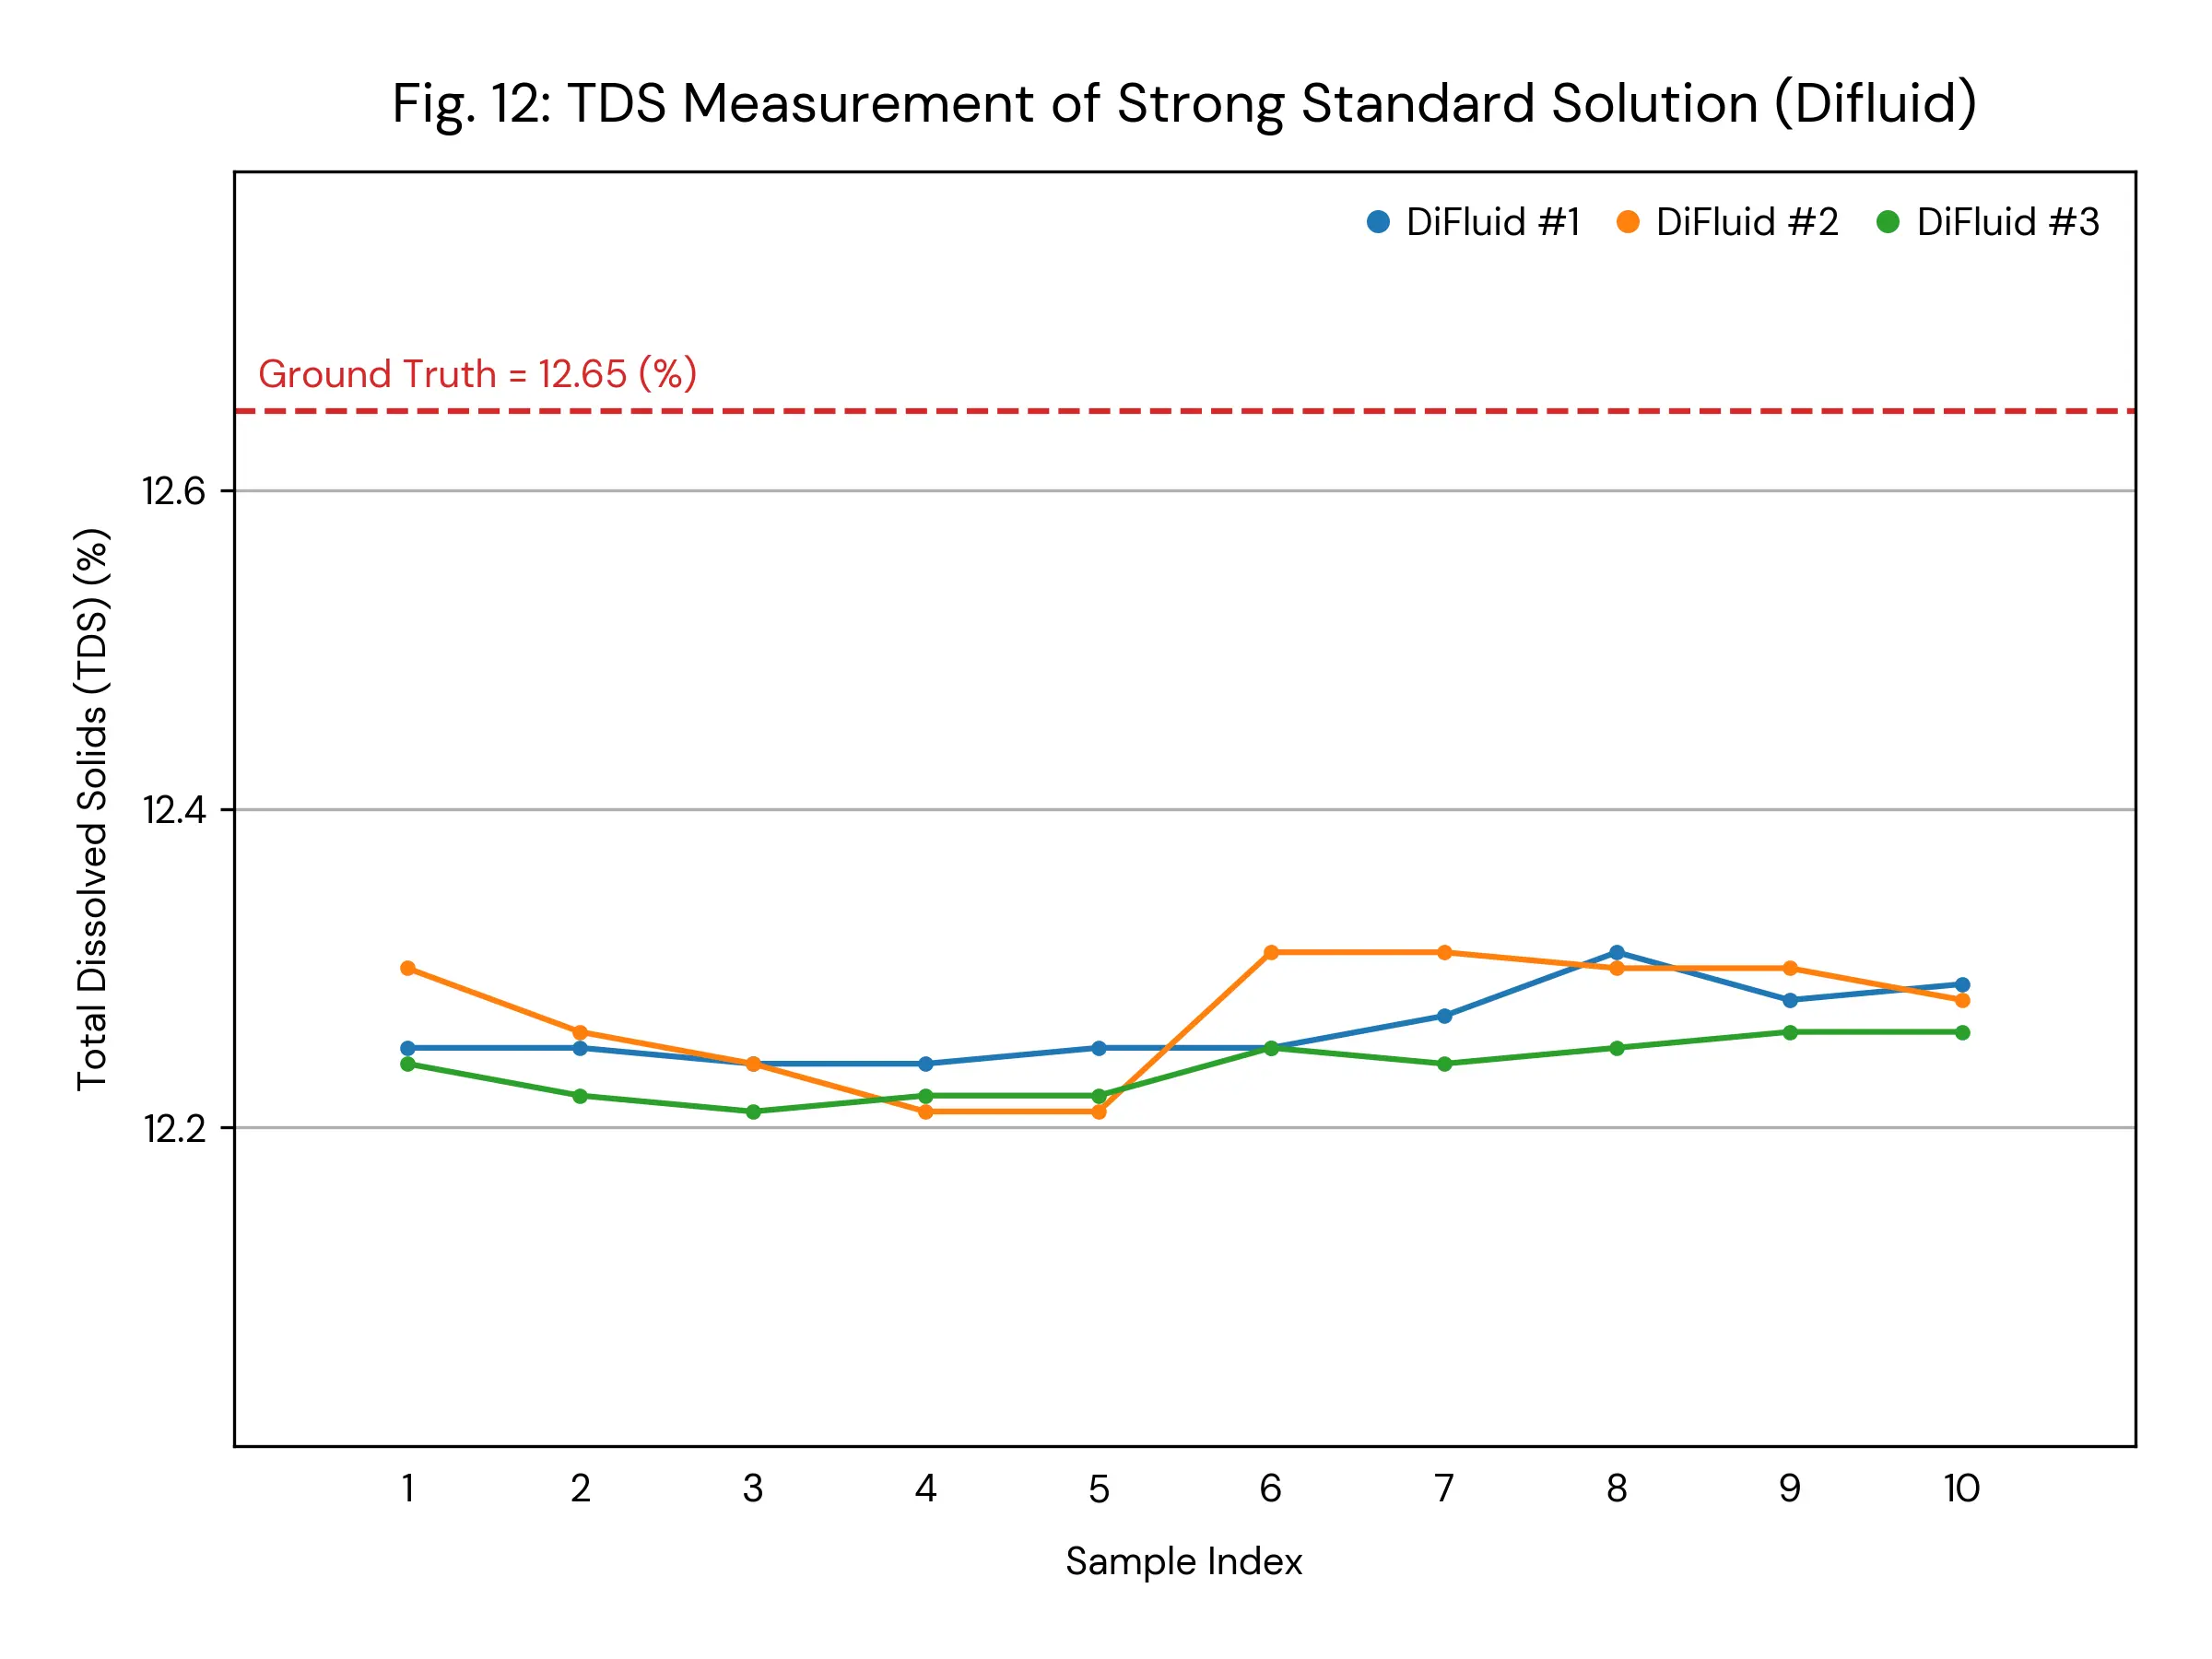 Fig. 12: TDS Measurement of Strong Standard Solution (Difluid)
DiFluid #1 DiFluid #2 DiFluid #3
Ground Truth = 12.65 (%)
12.6
12.4
12.2
Total Dissolved Solids (TDS) (%)
1 2 3 4 5 6 7 8 9 10
Sample Index